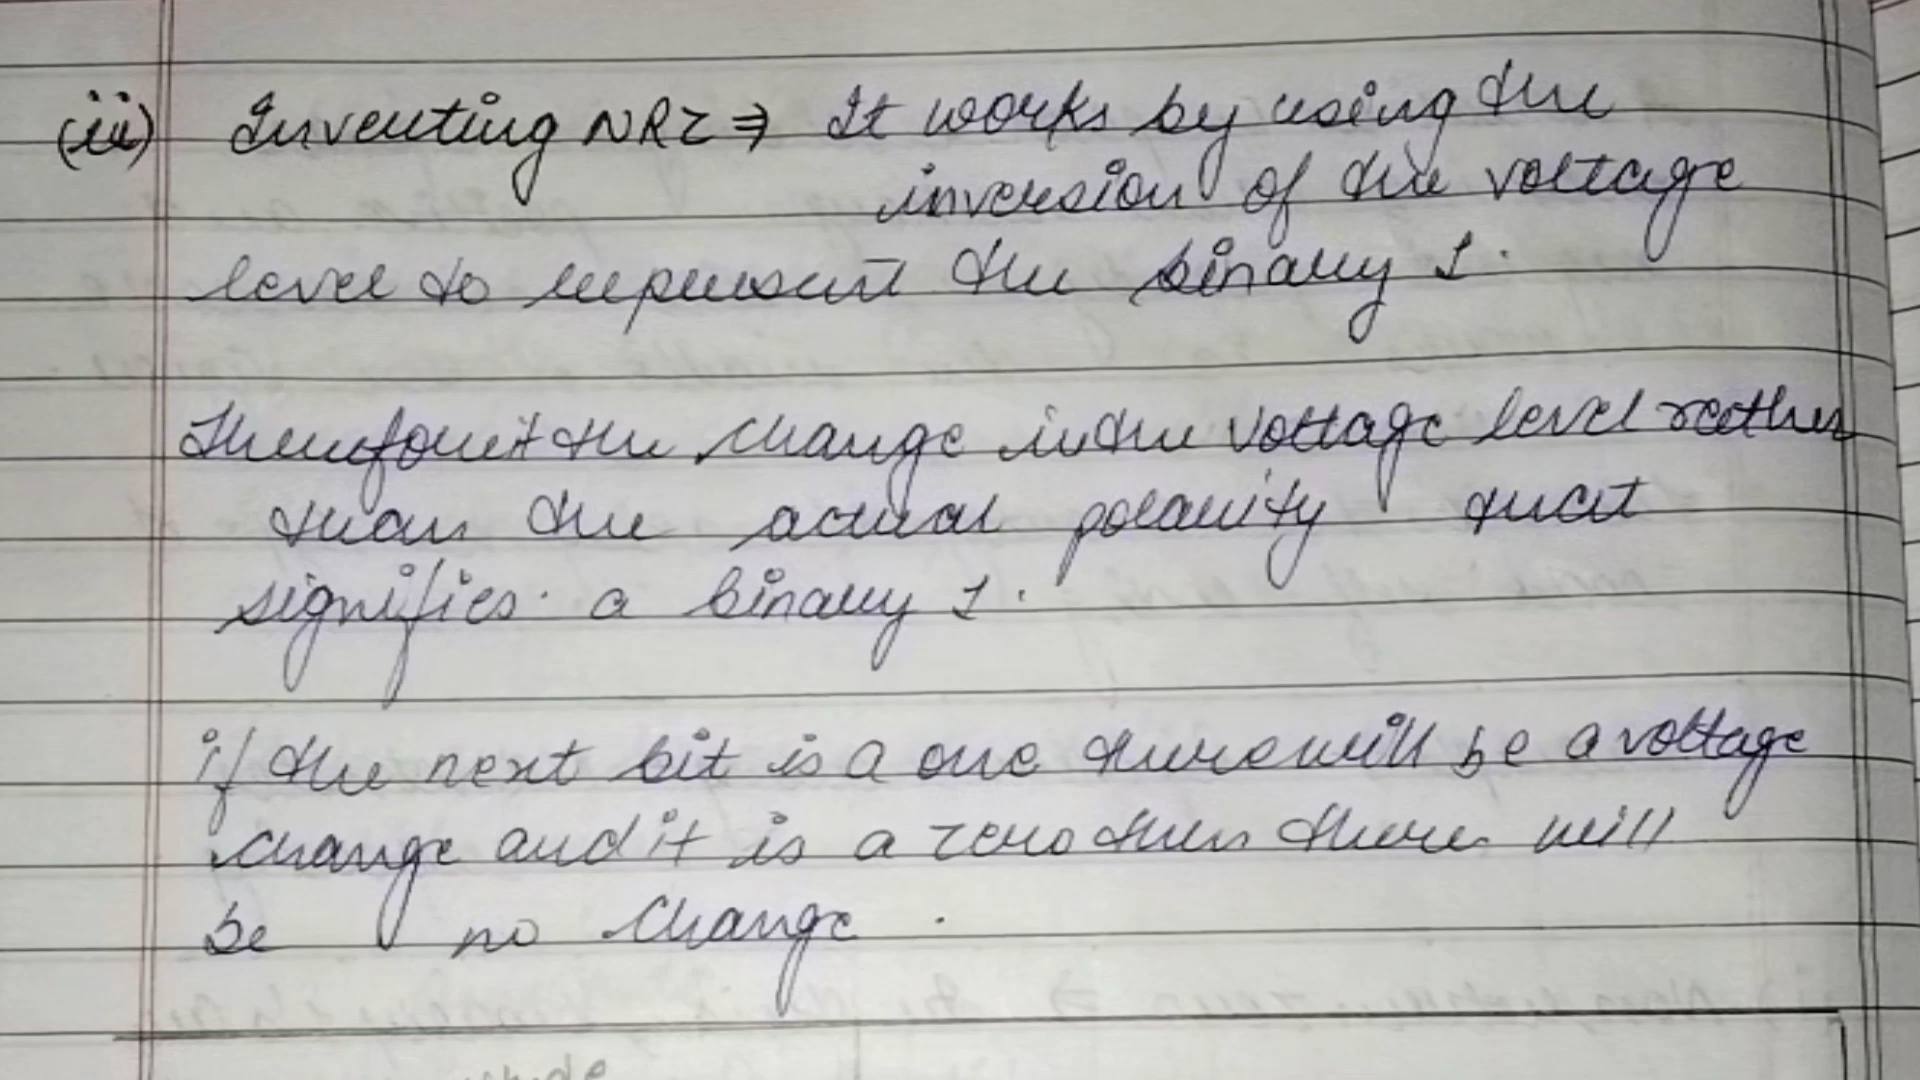 (ii) Inverting NRZ ⇒ It works by using the
inversion of the voltage
level to represent the binary 1.
Therefore it the change in the voltage level rather
than the actual polarity that
signifies. a binary 1.
if the next bit is a one there will be a voltage
change and it is a zero then there will
be no change.